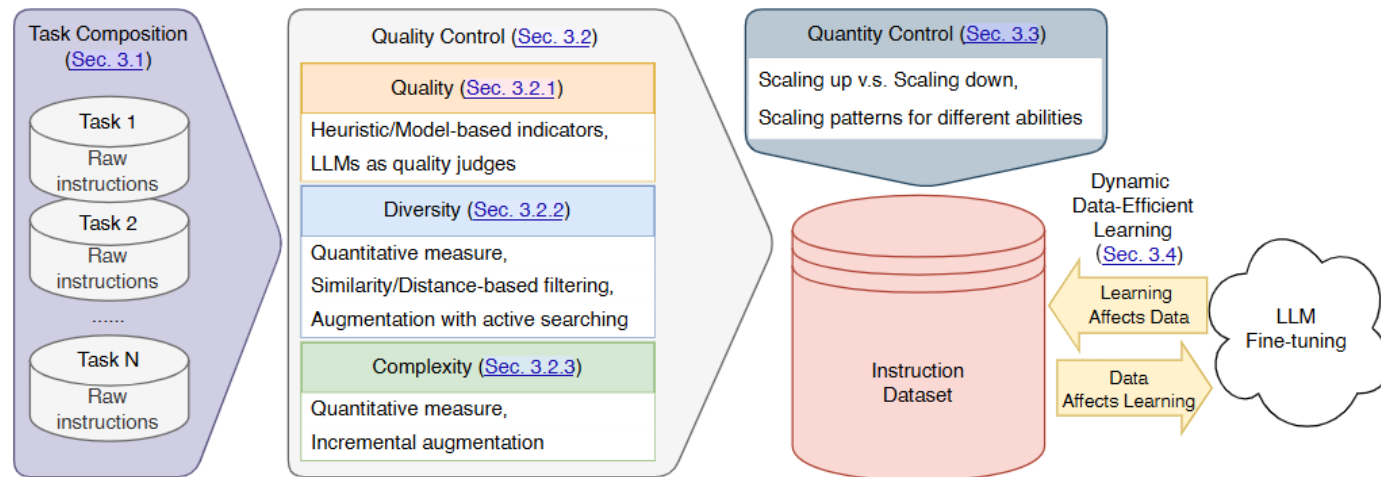 Task Composition
(Sec. 3.1)
Task 1
Raw
instructions
Task 2
Raw
instructions
......
Task N
Raw
instructions
Quality Control (Sec. 3.2)
Quality (Sec. 3.2.1)
Heuristic/Model-based indicators,
LLMs as quality judges
Diversity (Sec. 3.2.2)
Quantitative measure,
Similarity/Distance-based filtering,
Augmentation with active searching
Complexity (Sec. 3.2.3)
Quantitative measure,
Incremental augmentation
Quantity Control (Sec. 3.3)
Scaling up v.s. Scaling down,
Scaling patterns for different abilities
Instruction
Dataset
Dynamic
Data-Efficient
Learning
(Sec. 3.4)
Learning
Affects Data
Data
Affects Learning
LLM
Fine-tuning